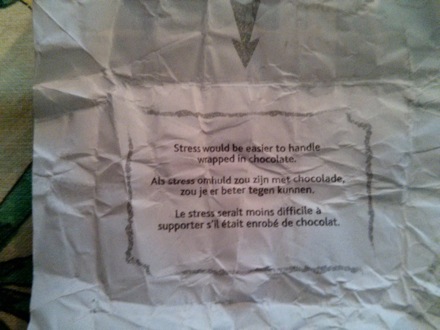 Stress would be easier to handle
wrapped in chocolate.
Als stress omhuld zou zijn met chocolade,
zou je er beter tegen kunnen.
Le stress serait moins difficile à
supporter s'il était enrobé de chocolat.